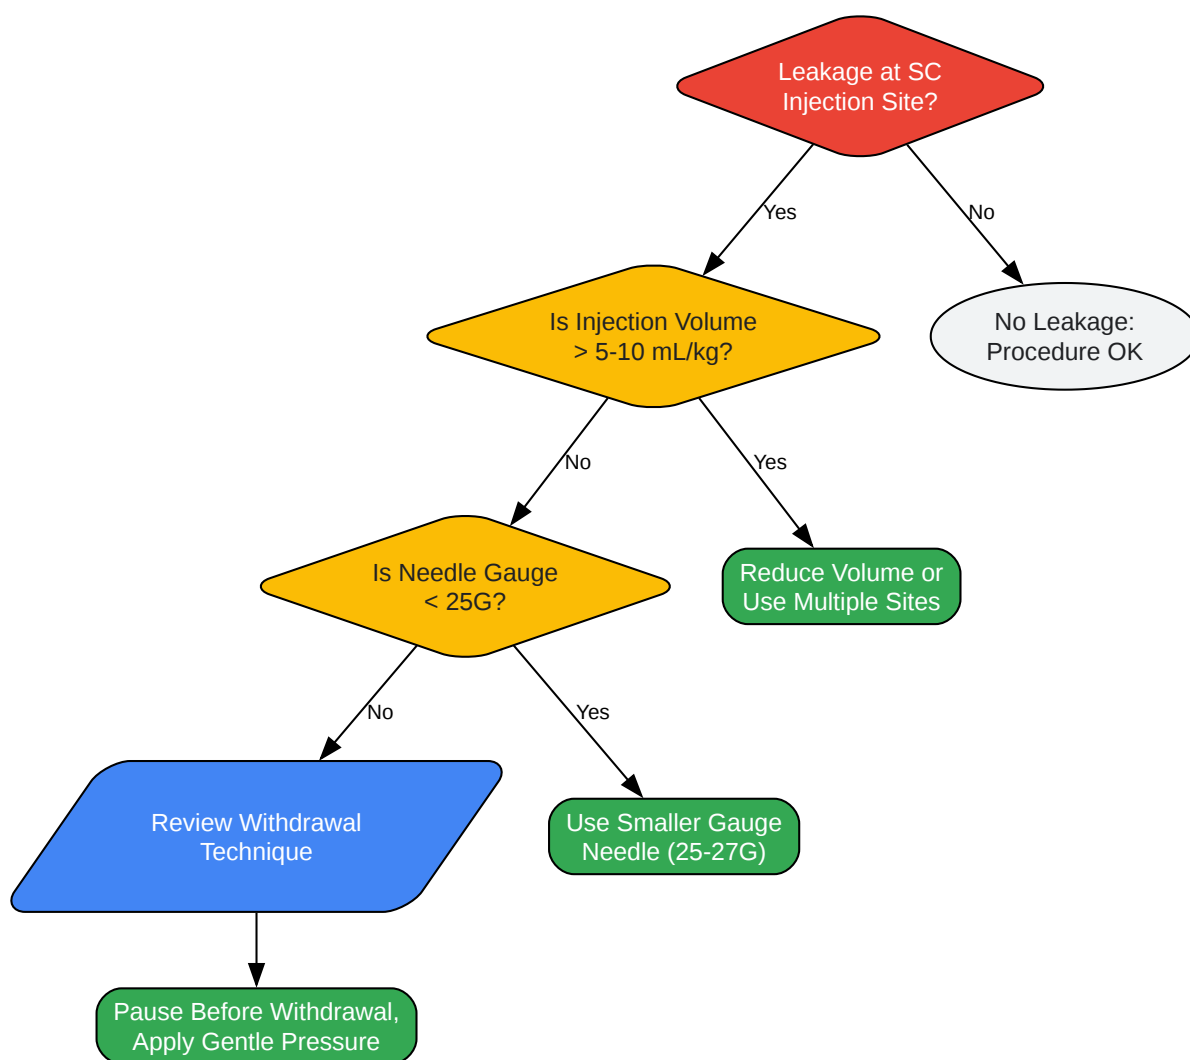 Leakage at SC
Injection Site?
Yes
No
Is Injection Volume
> 5-10 mL/kg?
No Leakage:
Procedure OK
No
Yes
Is Needle Gauge
< 25G?
Reduce Volume or
Use Multiple Sites
No
Yes
Review Withdrawal
Technique
Use Smaller Gauge
Needle (25-27G)
Pause Before Withdrawal,
Apply Gentle Pressure